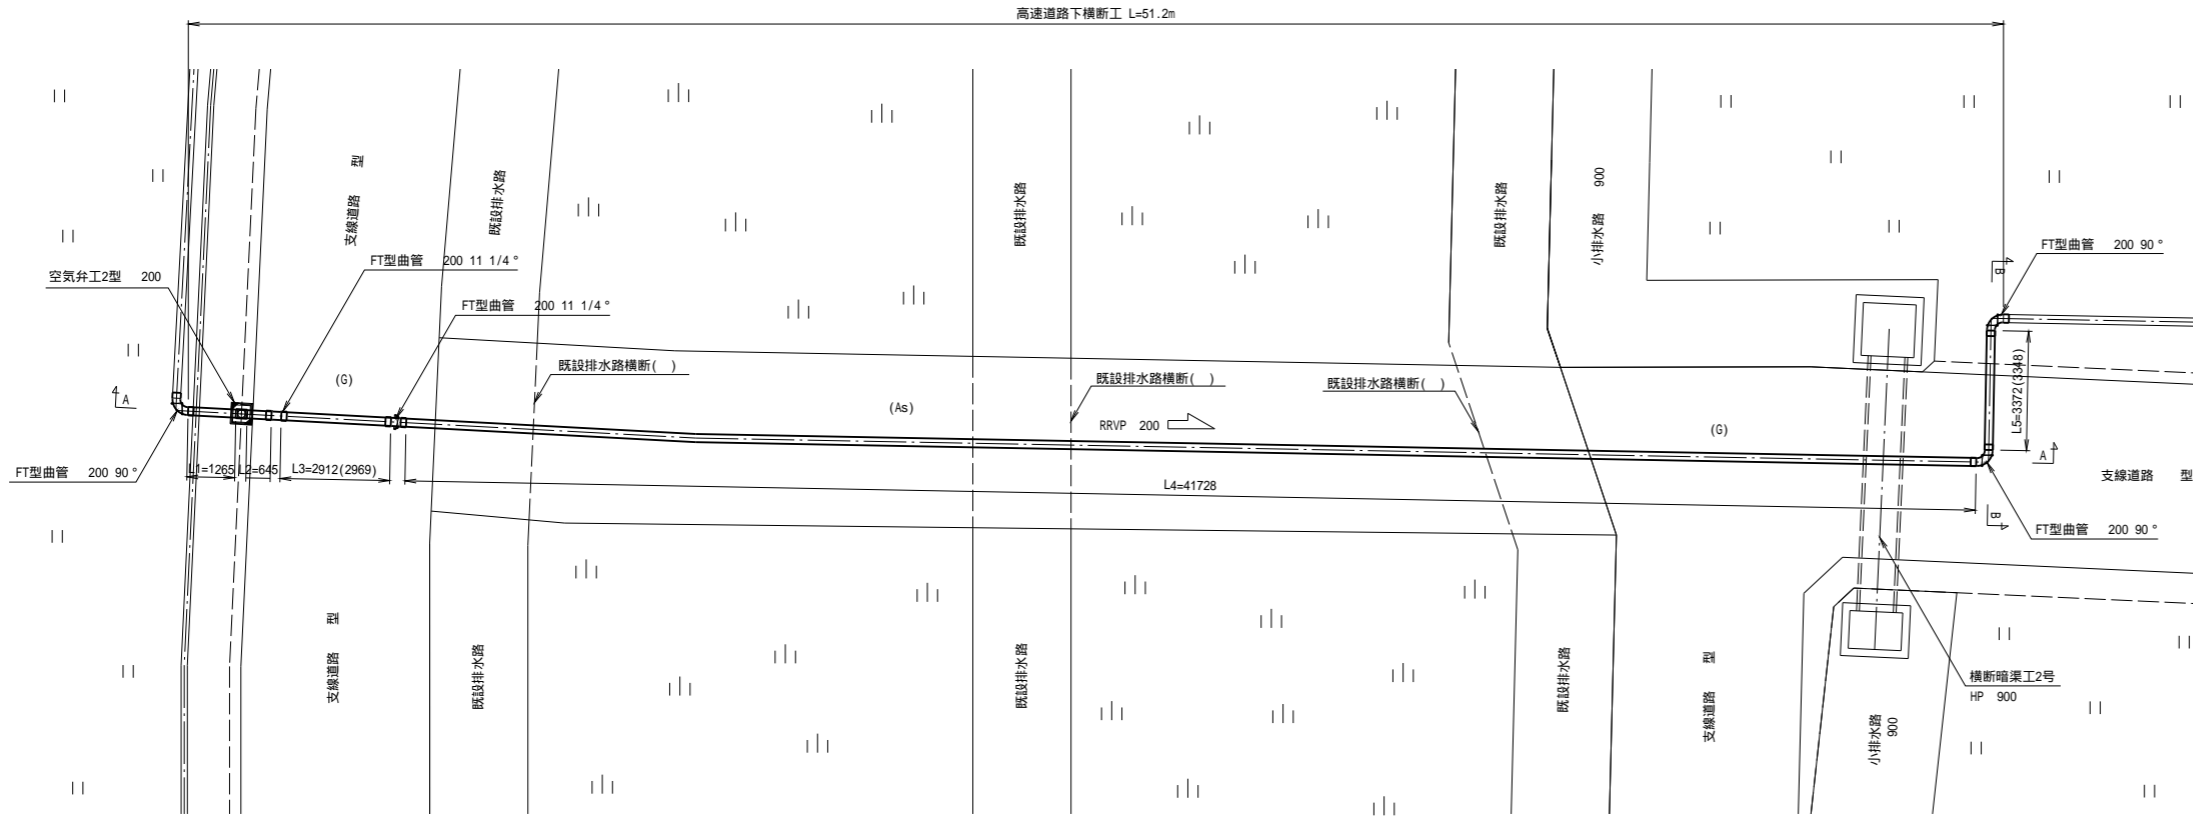 高速道路下横断工 L=51.2m
支線道路　型
既設排水路
既設排水路
既設排水路
小排水路　900
FT型曲管　200 90°
B
FT型曲管　200 11 1/4°
空気弁工2型　200
FT型曲管　200 11 1/4°
既設排水路横断( )
既設排水路横断( )
既設排水路横断( )
(G)
(As)
(G)
RRVP 200
A
L5=3372(3348)
FT型曲管　200 90°
L1=1265
L2=645
L3=2912(2969)
L4=41728
A
支線道路　型
B
FT型曲管　200 90°
支線道路　型
既設排水路
既設排水路
既設排水路
支線道路　型
横断暗渠工2号
HP 900
小排水路
900